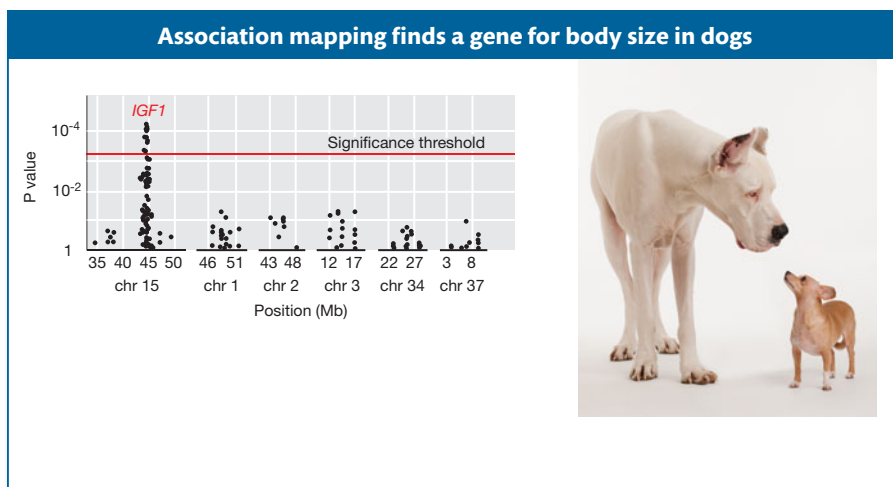 Association mapping finds a gene for body size in dogs
IGF1
10-4
Significance threshold
10-2
P value
1
35 40 45 50 46 51 43 48 12 17 22 27 3 8
chr 15 chr 1 chr 2 chr 3 chr 34 chr 37
Position (Mb)